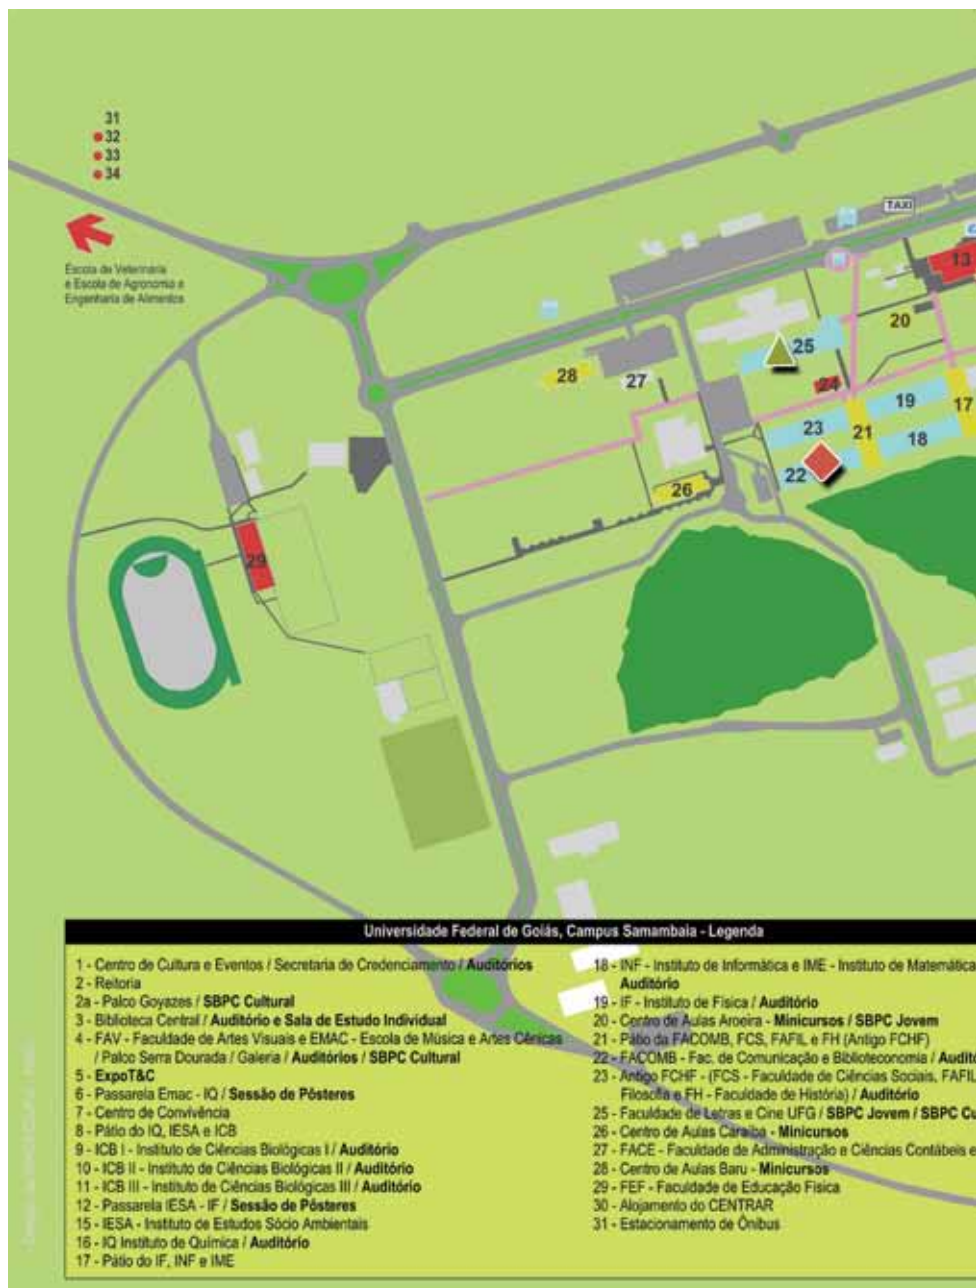 31
32
33
34
Escola de Veterinária
e Escola de Agronomia e
Engenharia de Alimentos
TAXI
13
20
25
24
28
27
19
17
23
21
18
22
26
29
Universidade Federal de Goiás, Campus Samambaia - Legenda
1 - Centro de Cultura e Eventos / Secretaria de Credenciamento / Auditórios
2 - Reitoria
2a - Palco Goyazes / SBPC Cultural
3 - Biblioteca Central / Auditório e Sala de Estudo Individual
4 - FAV - Faculdade de Artes Visuais e EMAC - Escola de Música e Artes Cênicas
/ Palco Serra Dourada / Galeria / Auditórios / SBPC Cultural
5 - ExpoT&C
6 - Passarela Emac - IQ / Sessão de Pôsteres
7 - Centro de Convivência
8 - Pátio do IQ, IESA e ICB
9 - ICB I - Instituto de Ciências Biológicas I / Auditório
10 - ICB II - Instituto de Ciências Biológicas II / Auditório
11 - ICB III - Instituto de Ciências Biológicas III / Auditório
12 - Passarela IESA - IF / Sessão de Pôsteres
15 - IESA - Instituto de Estudos Sócio Ambientais
16 - IQ Instituto de Química / Auditório
17 - Pátio do IF, INF e IME
18 - INF - Instituto de Informática e IME - Instituto de Matemática
Auditório
19 - IF - Instituto de Física / Auditório
20 - Centro de Aulas Aroeira - Minicursos / SBPC Jovem
21 - Pátio da FACOMB, FCS, FAFIL e FH (Antigo FCHF)
22 - FACOMB - Fac. de Comunicação e Biblioteconomia / Auditó
23 - Antigo FCHF - (FCS - Faculdade de Ciências Sociais, FAFIL
Filosofia e FH - Faculdade de História) / Auditório
25 - Faculdade de Letras e Cine UFG / SBPC Jovem / SBPC Cu
26 - Centro de Aulas Caraíba - Minicursos
27 - FACE - Faculdade de Administração e Ciências Contábeis e
28 - Centro de Aulas Baru - Minicursos
29 - FEF - Faculdade de Educação Física
30 - Alojamento do CENTRAR
31 - Estacionamento de Ônibus